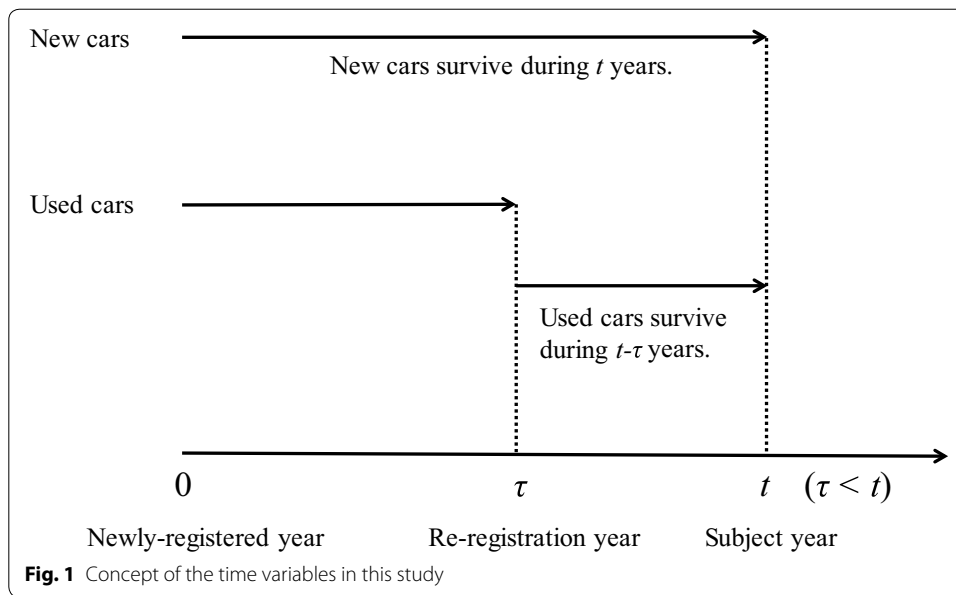 New cars
New cars survive during t years.
Used cars
Used cars survive
during t-τ years.
0 τ t (τ < t)
Newly-registered year Re-registration year Subject year
Fig. 1 Concept of the time variables in this study